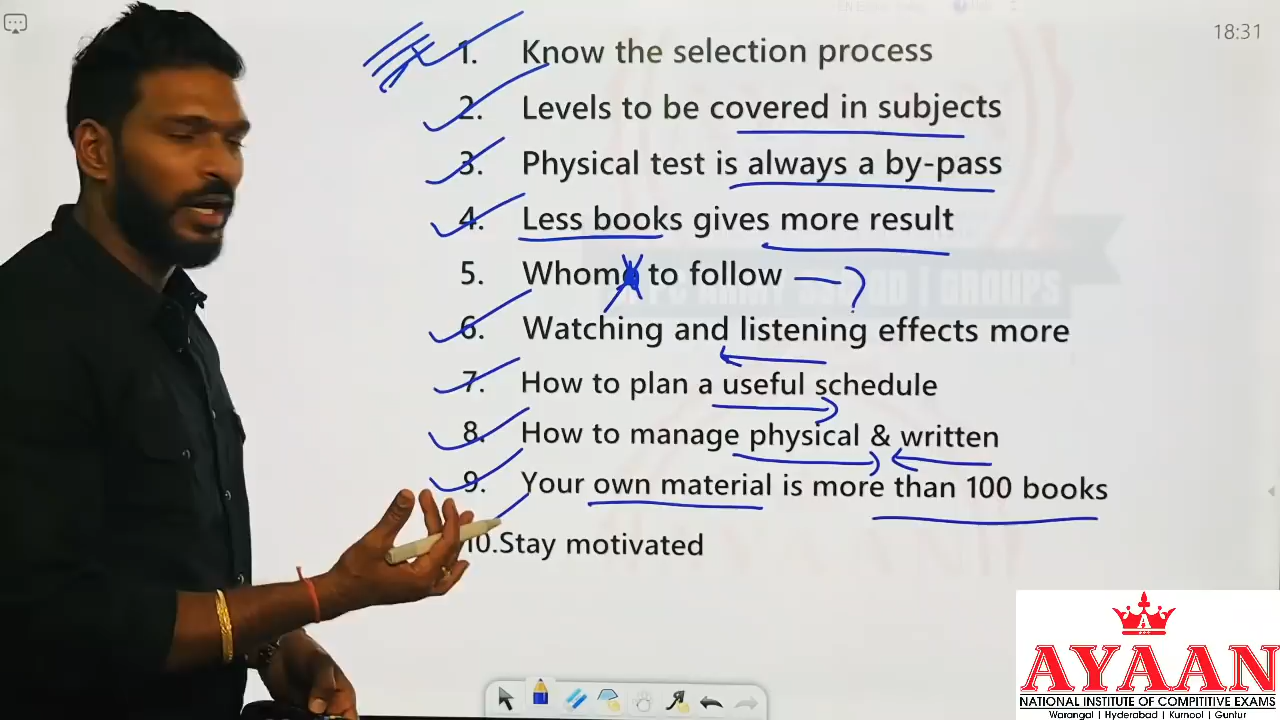 18:31
1. Know the selection process
2. Levels to be covered in subjects
3. Physical test is always a by-pass
4. Less books gives more result
5. Whome to follow — ?
6. Watching and listening effects more
7. How to plan a useful schedule
8. How to manage physical & written
9. Your own material is more than 100 books
10.Stay motivated
A
AYAAN
NATIONAL INSTITUTE OF COMPITITIVE EXAMS
Warangal | Hyderabad | Kurnool | Guntur